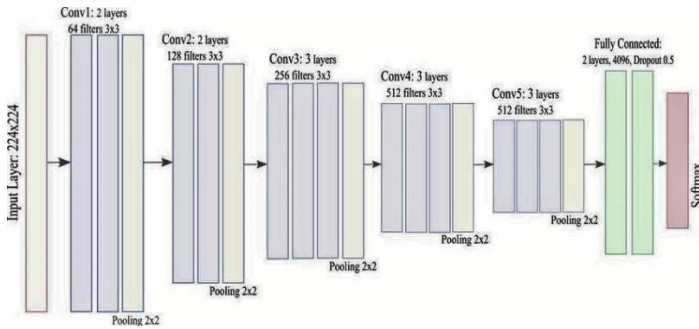 Input Layer: 224x224
Conv1: 2 layers
64 filters 3x3
Pooling 2x2
Conv2: 2 layers
128 filters 3x3
Pooling 2x2
Conv3: 3 layers
256 filters 3x3
Pooling 2x2
Conv4: 3 layers
512 filters 3x3
Pooling 2x2
Conv5: 3 layers
512 filters 3x3
Pooling 2x2
Fully Connected:
2 layers, 4096, Dropout 0.5
Softmax